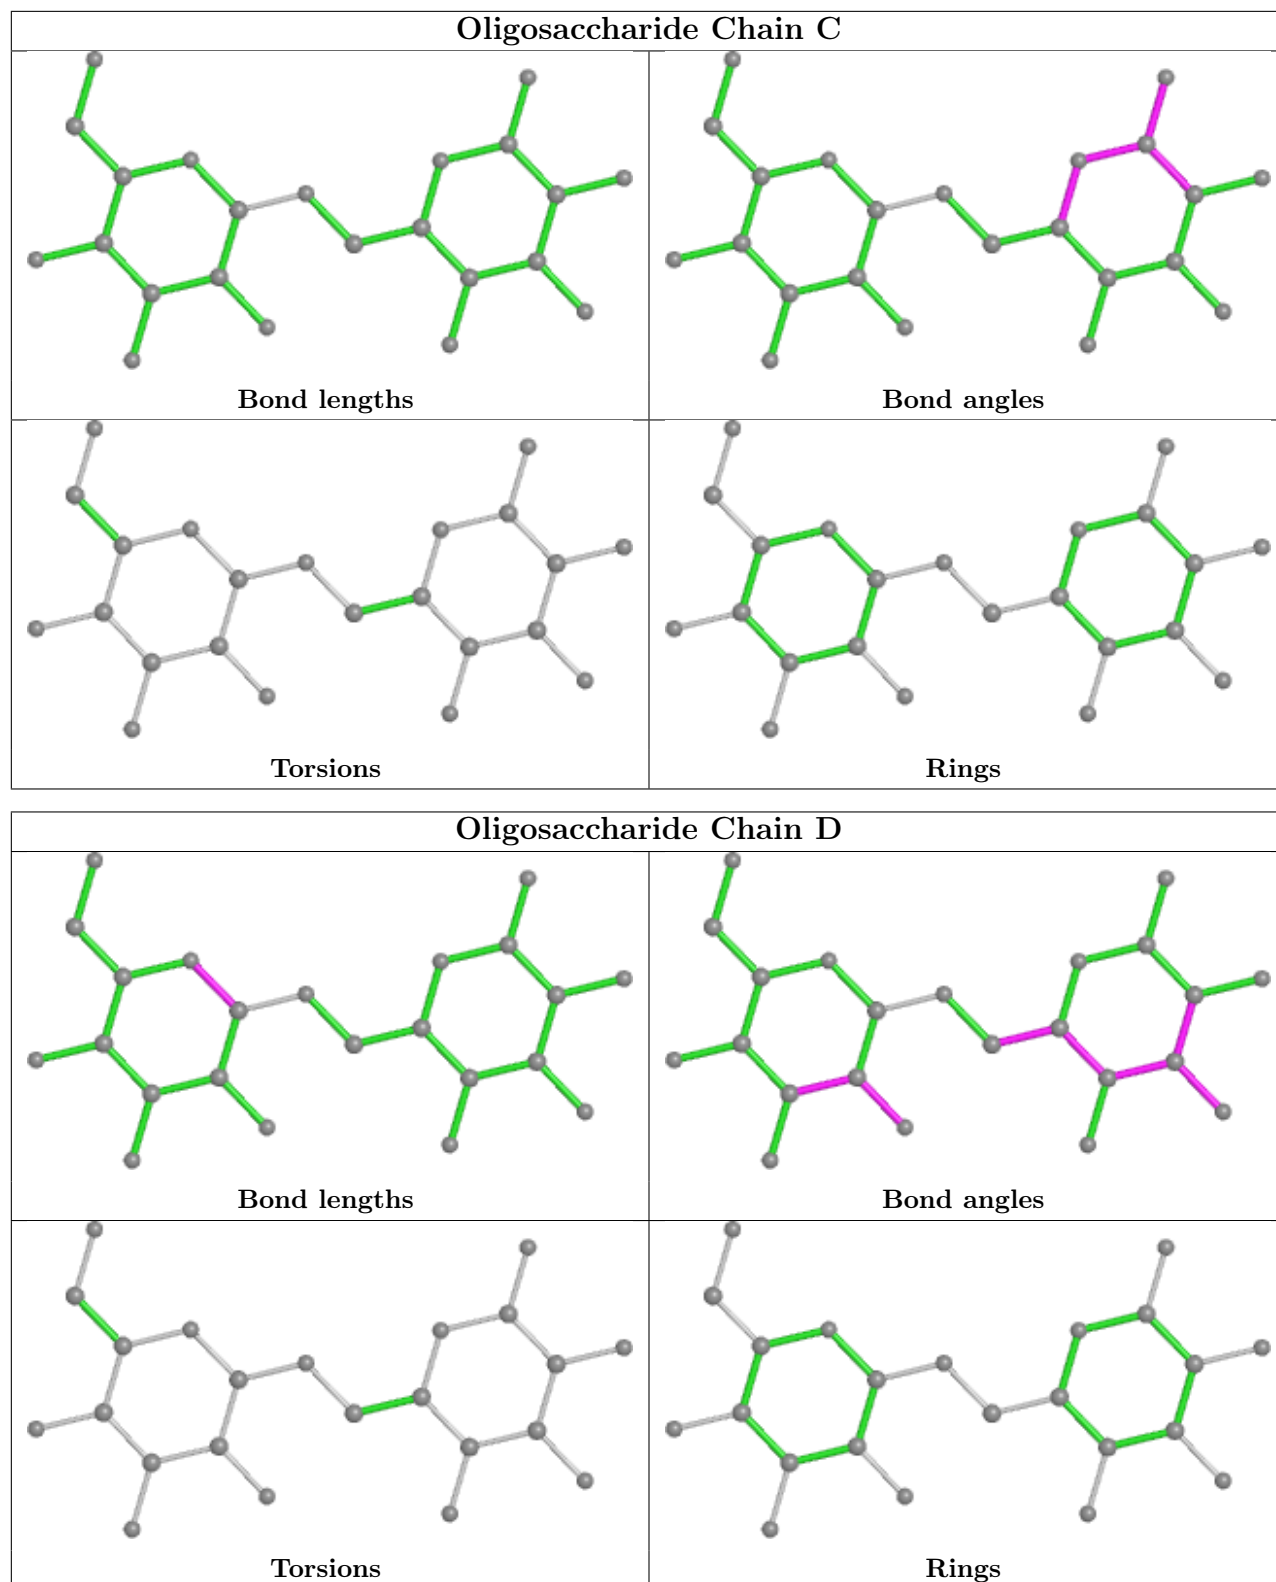 Oligosaccharide Chain C
Bond lengths
Bond angles
Torsions
Rings
Oligosaccharide Chain D
Bond lengths
Bond angles
Torsions
Rings